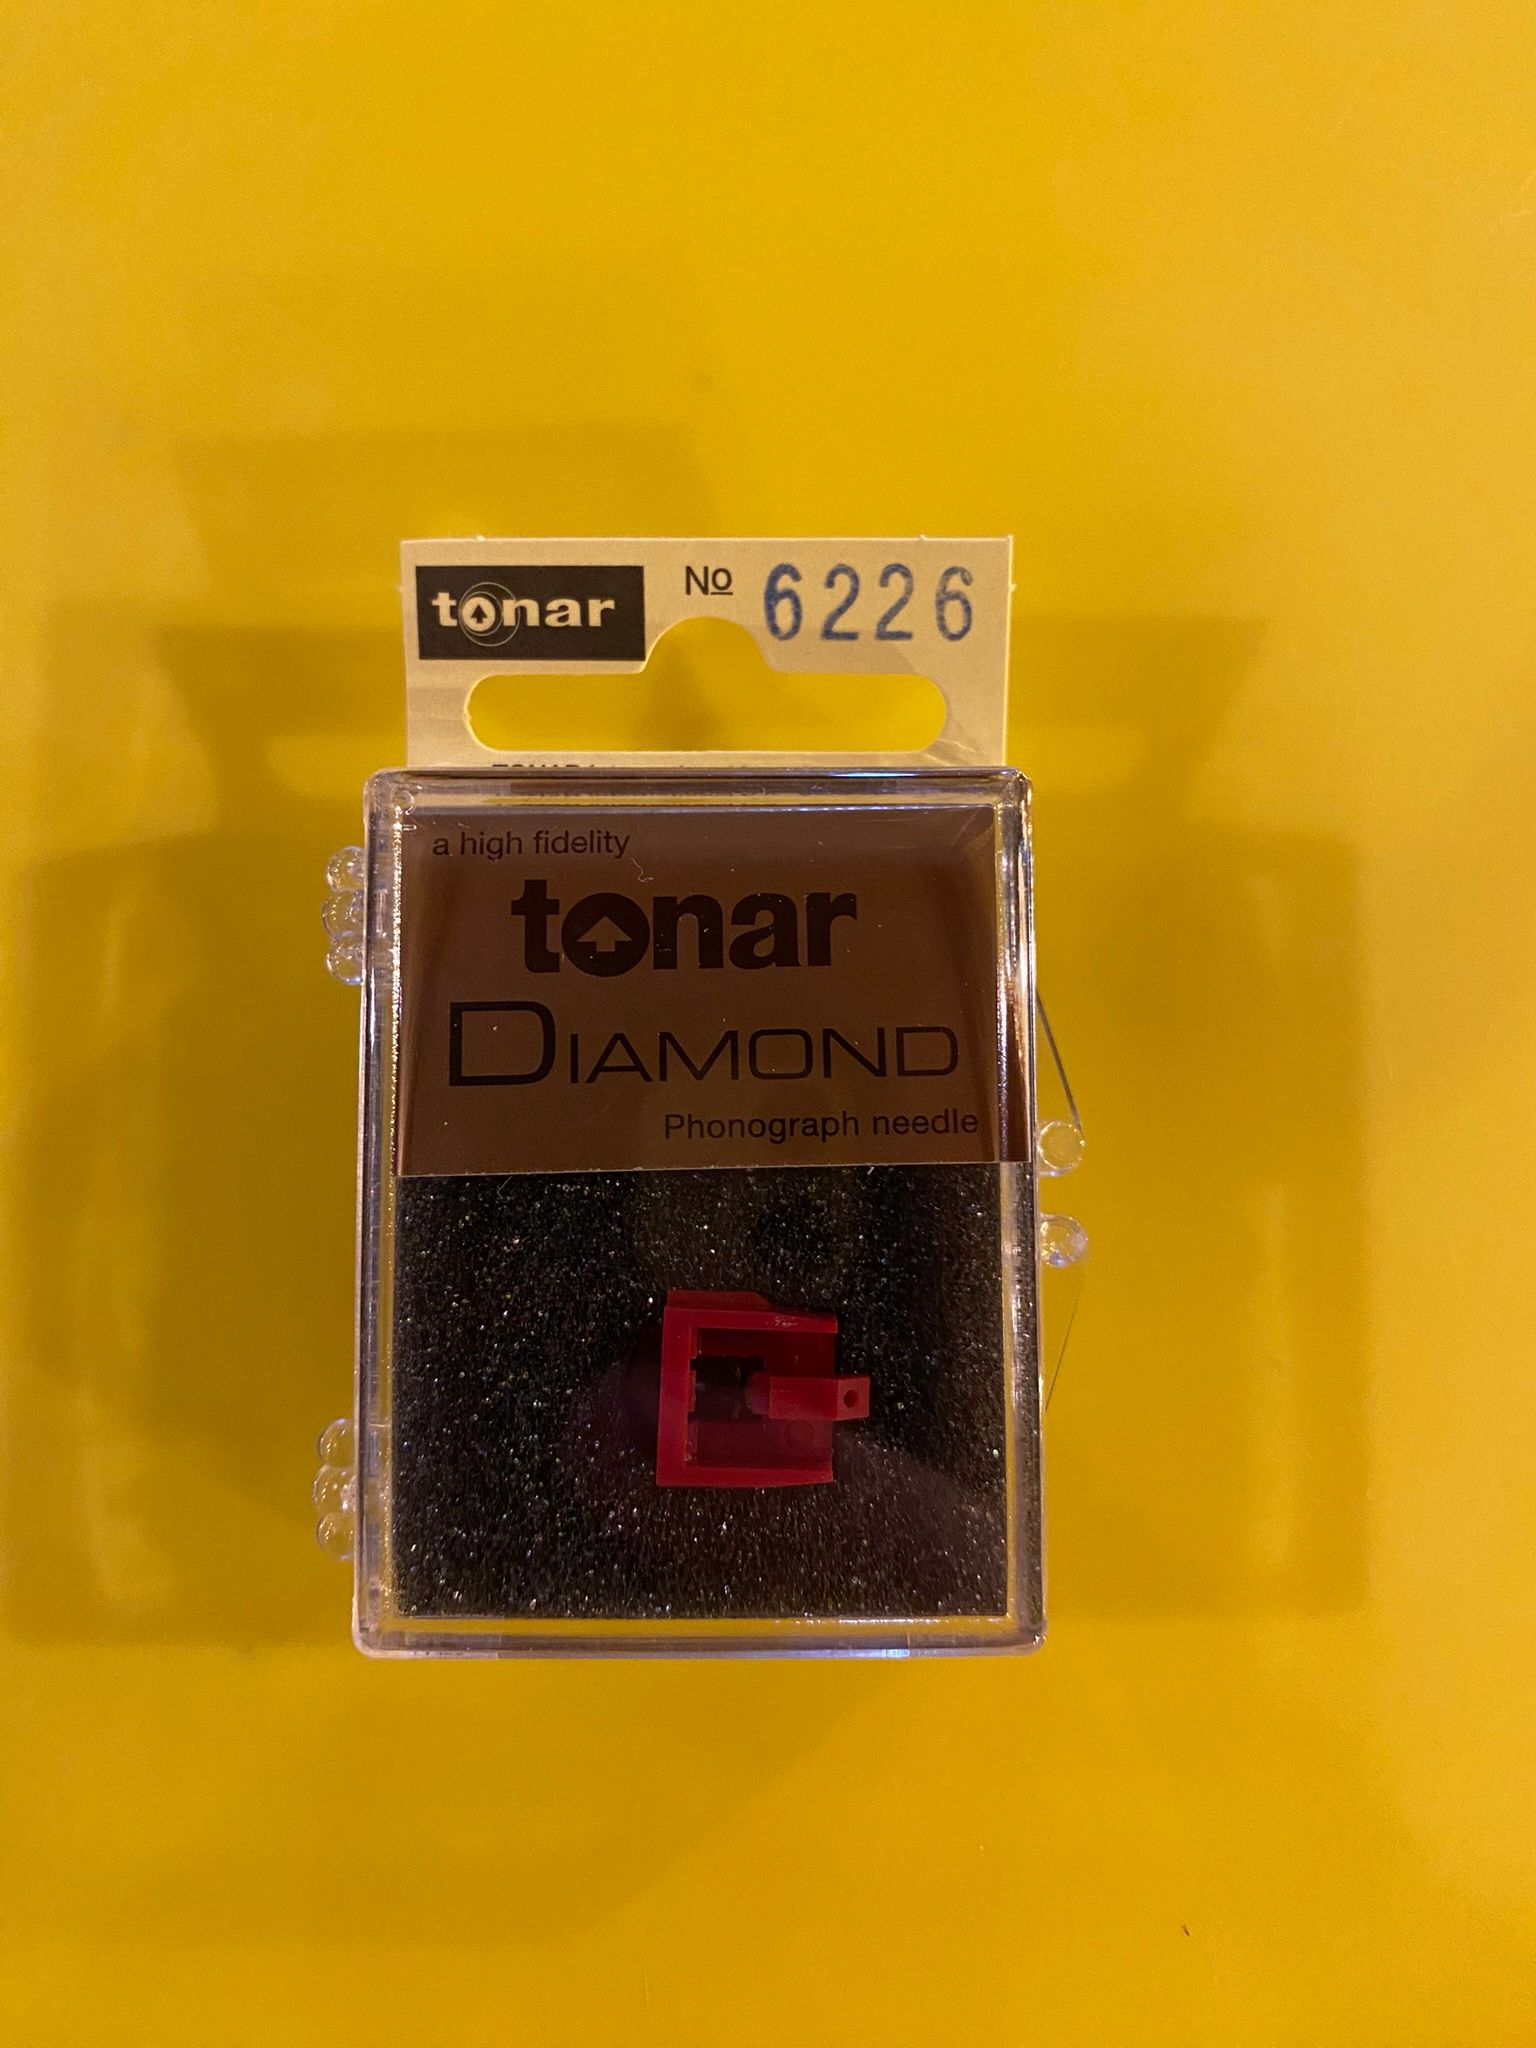 tonar No 6226
a high fidelity
tonar
DIAMOND
Phonograph needle